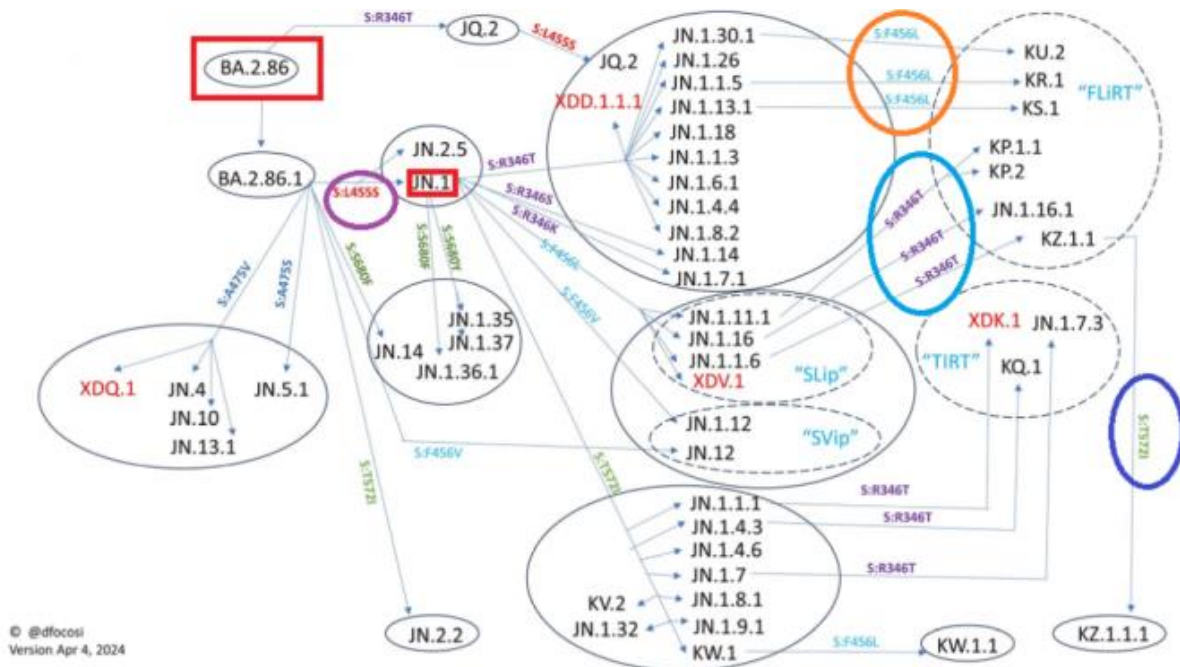 S:R346T
JQ.2
S:L455S
BA.2.86
JQ.2
XDD.1.1.1
JN.1.30.1
JN.1.26
JN.1.1.5
JN.1.13.1
JN.1.18
JN.1.1.3
JN.1.6.1
JN.1.4.4
JN.1.8.2
JN.1.14
JN.1.7.1
S:F456L
S:F456L
S:F456L
KU.2
KR.1
KS.1
"FLiRT"
KP.1.1
KP.2
JN.1.16.1
KZ.1.1
BA.2.86.1
S:L455S
JN.2.5
JN.1
S:R346T
S:R346S
S:R346K
S:F456L
S:F456V
S:R346T
S:R346T
S:R346T
S:A475V
S:A475S
S:S680F
S:S680F
S:S680T
XDQ.1
JN.4
JN.10
JN.13.1
JN.5.1
JN.14
JN.1.35
JN.1.37
JN.1.36.1
JN.1.11.1
JN.1.16
JN.1.1.6
XDV.1
"SLip"
JN.1.12
JN.12
"SVip"
XDK.1
JN.1.7.3
"TIRT"
KQ.1
S:T572I
S:F456V
S:T572I
S:T572I
JN.1.1.1
JN.1.4.3
JN.1.4.6
JN.1.7
JN.1.8.1
JN.1.9.1
KW.1
KV.2
JN.1.32
S:R346T
S:R346T
S:R346T
S:F456L
JN.2.2
KW.1.1
KZ.1.1.1
© @dfocosi
Version Apr 4, 2024